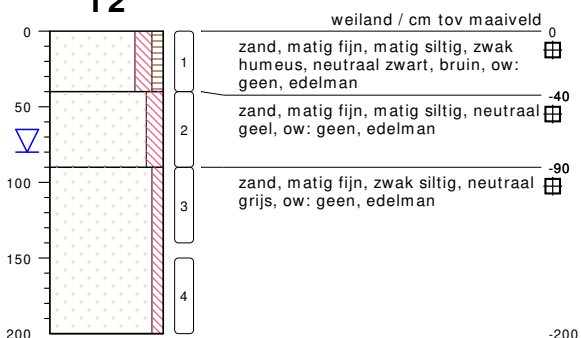 12
weiland / cm tov maaiveld
0
0
zand, matig fijn, matig siltig, zwak
humeus, neutraal zwart, bruin, ow:
geen, edelman
1
-40
50
zand, matig fijn, matig siltig, neutraal
geel, ow: geen, edelman
2
-90
100
zand, matig fijn, zwak siltig, neutraal
grijs, ow: geen, edelman
3
150
4
200
-200